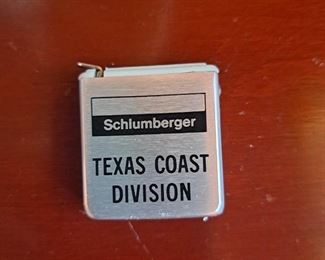 Schlumberger
TEXAS COAST
DIVISION